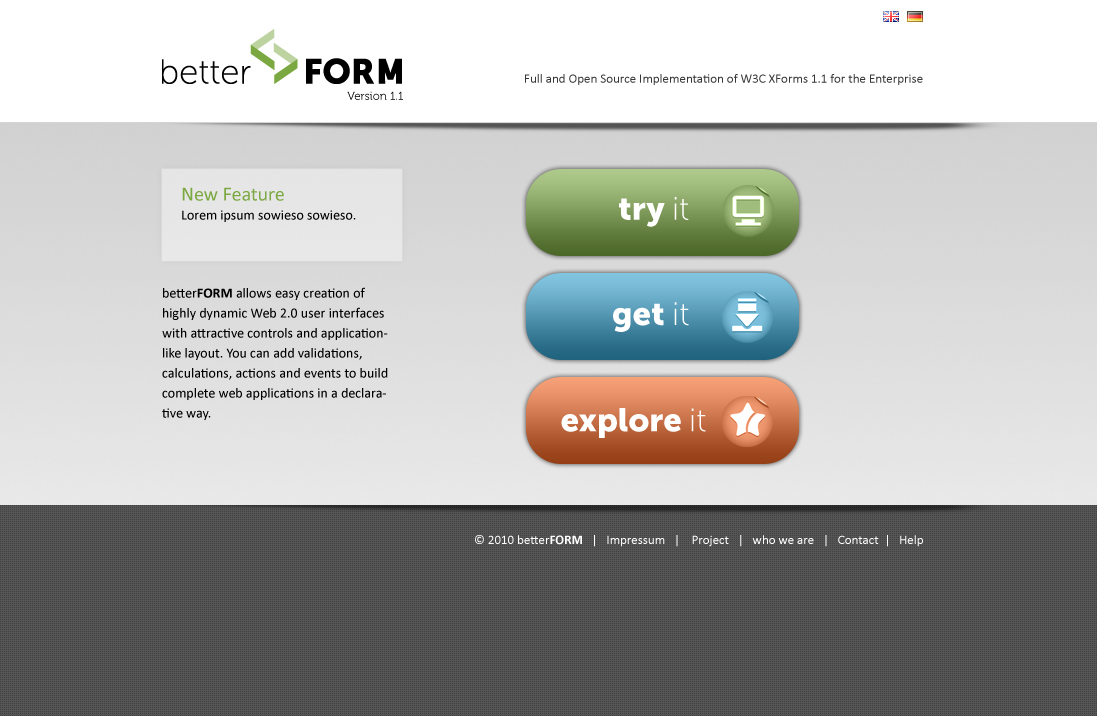 betterFORM
Version 1.1
Full and Open Source Implementation of W3C XForms 1.1 for the Enterprise
New Feature
Lorem ipsum sowieso sowieso.
betterFORM allows easy creation of
highly dynamic Web 2.0 user interfaces
with attractive controls and application-
like layout. You can add validations,
calculations, actions and events to build
complete web applications in a declara-
tive way.
try it
get it
explore it
© 2010 betterFORM | Impressum | Project | who we are | Contact | Help